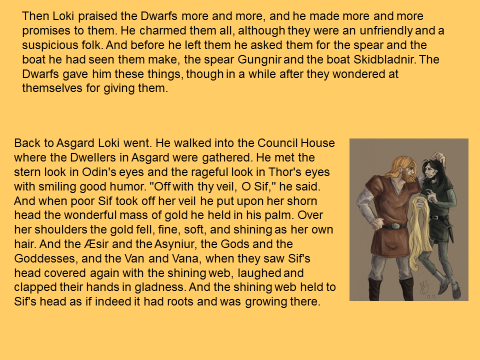 Then Loki praised the Dwarfs more and more, and he made more and more
promises to them. He charmed them all, although they were an unfriendly and a
suspicious folk. And before he left them he asked them for the spear and the
boat he had seen them make, the spear Gungnir and the boat Skidbladnir. The
Dwarfs gave him these things, though in a while after they wondered at
themselves for giving them.
Back to Asgard Loki went. He walked into the Council House
where the Dwellers in Asgard were gathered. He met the
stern look in Odin's eyes and the rageful look in Thor's eyes
with smiling good humor. "Off with thy veil, O Sif," he said.
And when poor Sif took off her veil he put upon her shorn
head the wonderful mass of gold he held in his palm. Over
her shoulders the gold fell, fine, soft, and shining as her own
hair. And the Æsir and the Asyniur, the Gods and the
Goddesses, and the Van and Vana, when they saw Sif's
head covered again with the shining web, laughed and
clapped their hands in gladness. And the shining web held to
Sif's head as if indeed it had roots and was growing there.